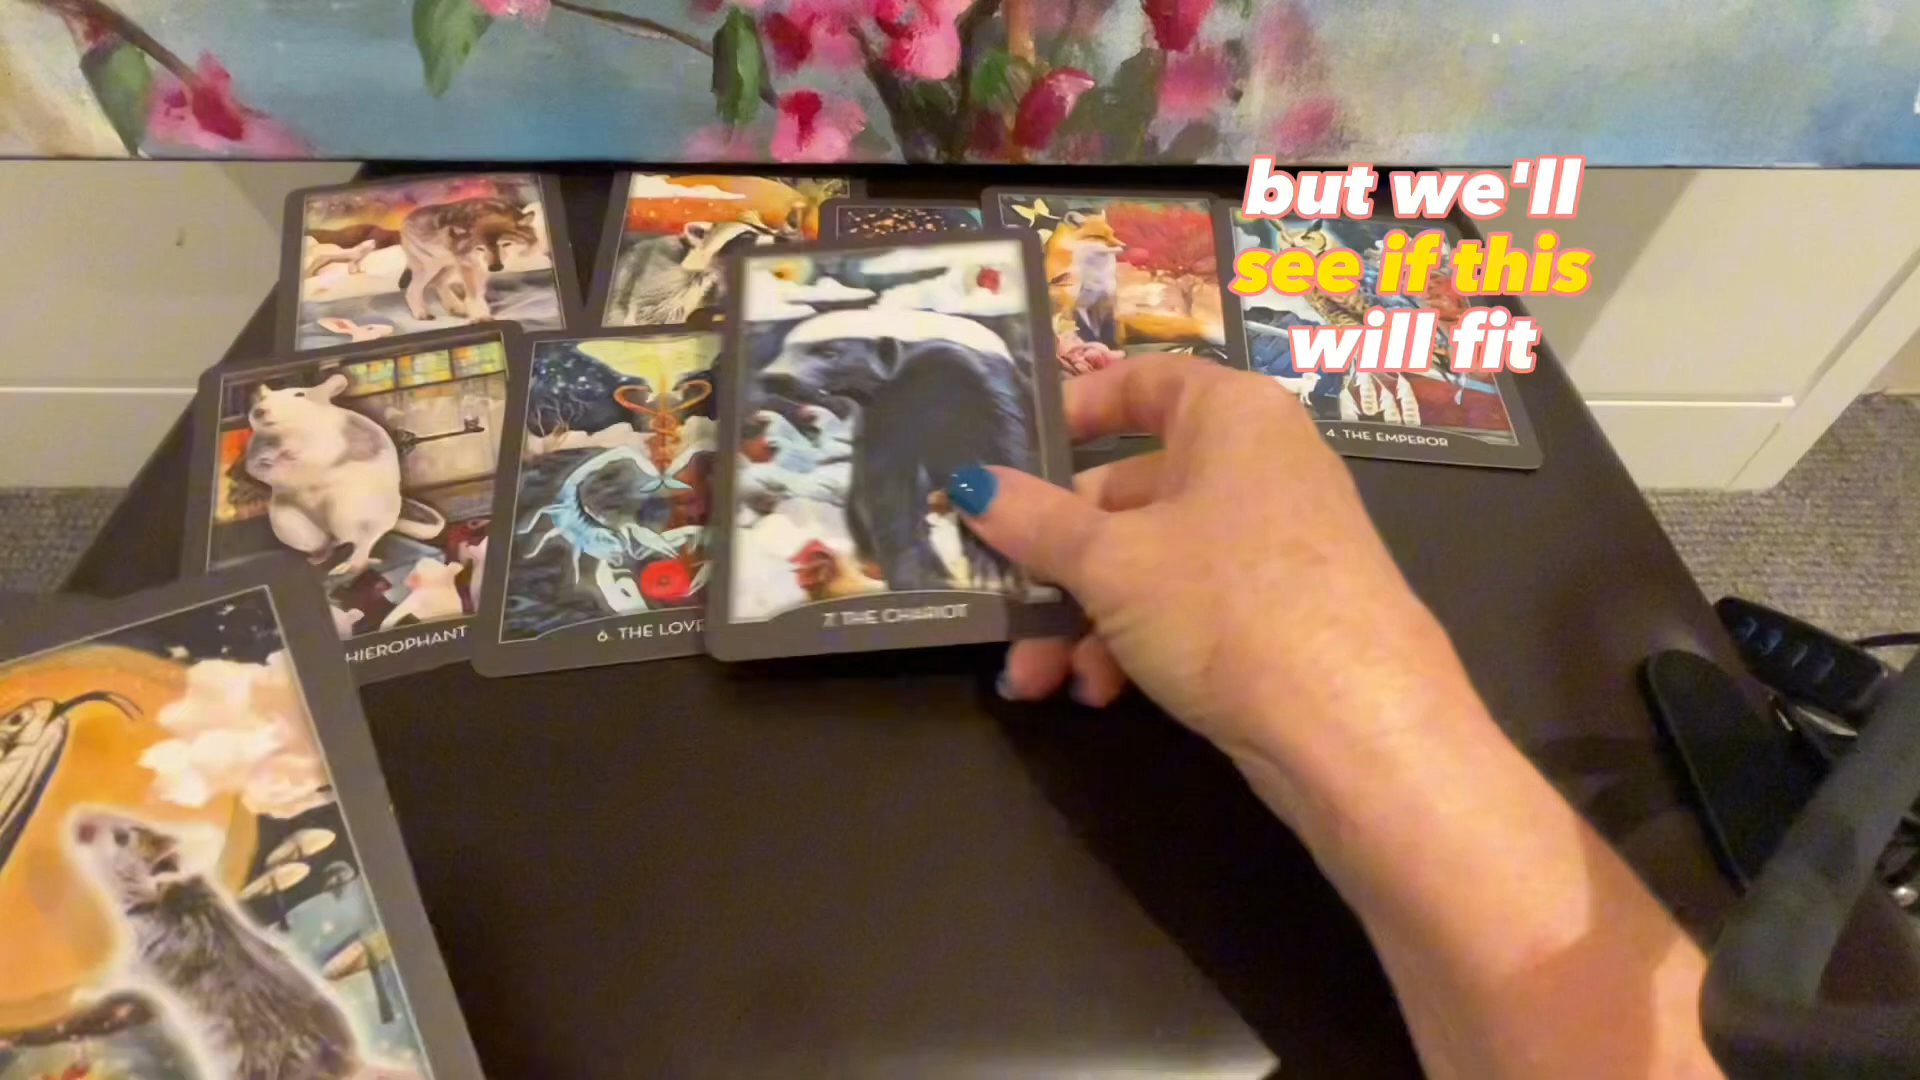 but we'll
see if this
will fit
4. THE EMPEROR
HIEROPHANT
6. THE LOVE
7. THE CHARIOT